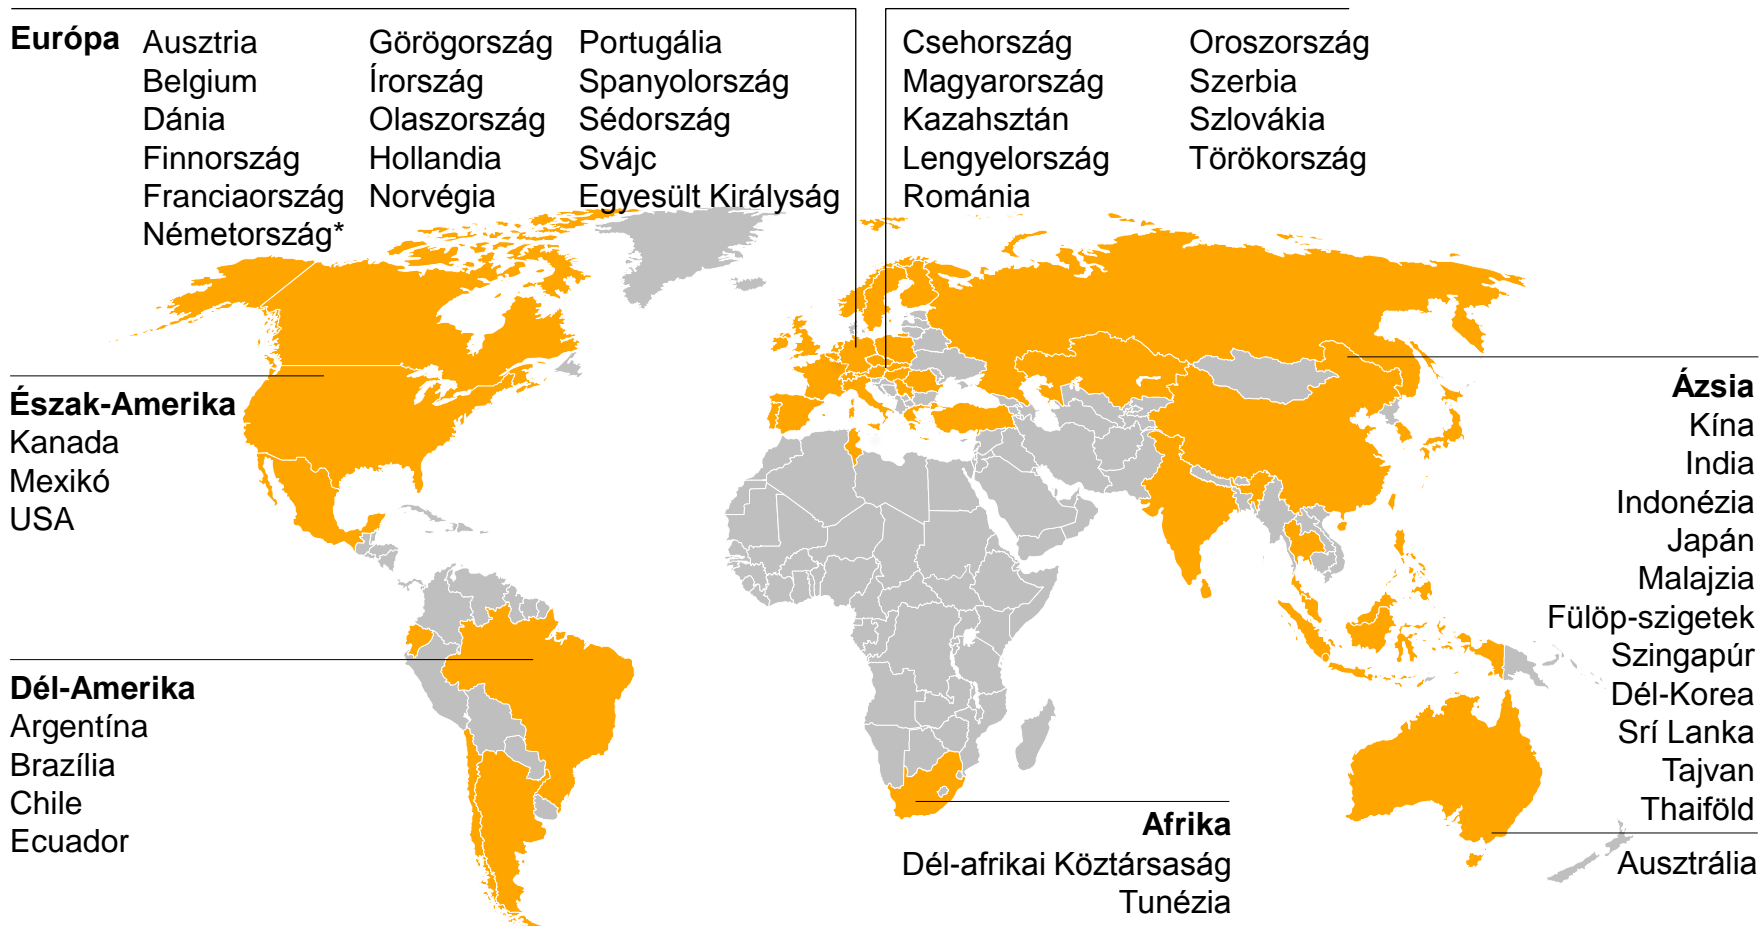 Európa
Ausztria
Belgium
Dánia
Finnország
Franciaország
Németország*
Görögország
Írország
Olaszország
Hollandia
Norvégia
Portugália
Spanyolország
Sédország
Svájc
Egyesült Királyság
Csehország
Magyarország
Kazahsztán
Lengyelország
Románia
Oroszország
Szerbia
Szlovákia
Törökország
Észak-Amerika
Kanada
Mexikó
USA
Dél-Amerika
Argentína
Brazília
Chile
Ecuador
Afrika
Dél-afrikai Köztársaság
Tunézia
Ázsia
Kína
India
Indonézia
Japán
Malajzia
Fülöp-szigetek
Szingapúr
Dél-Korea
Srí Lanka
Tajvan
Thaiföld
Ausztrália